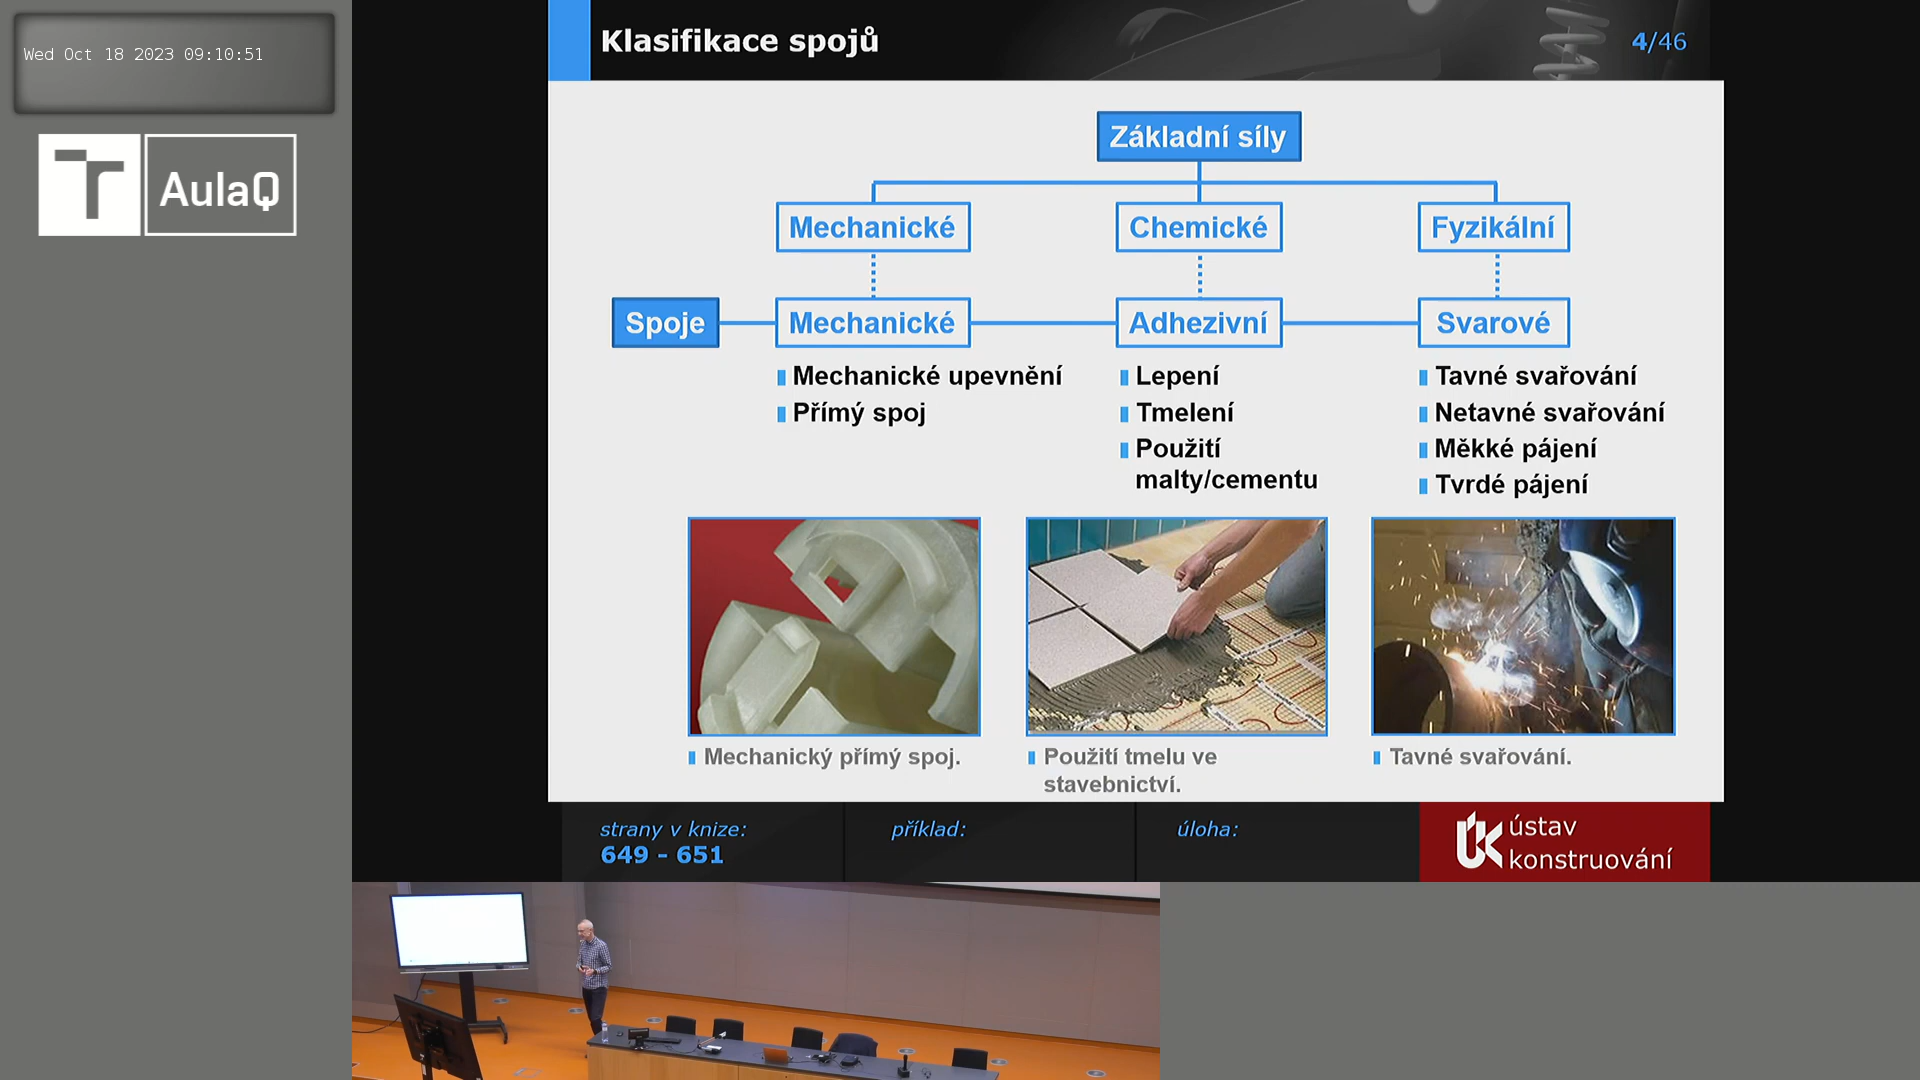 Wed Oct 18 2023 09:10:51
AulaQ
Klasifikace spojů
4/46
Základní síly
Mechanické
Chemické
Fyzikální
Spoje
Mechanické
Adhezivní
Svarové
Mechanické upevnění
Přímý spoj
Lepení
Tmelení
Použití
malty/cementu
Tavné svařování
Netavné svařování
Měkké pájení
Tvrdé pájení
Mechanický přímý spoj.
Použití tmelu ve
stavebnictví.
Tavné svařování.
strany v knize:
649 - 651
příklad:
úloha:
ÚK ústav
konstruování